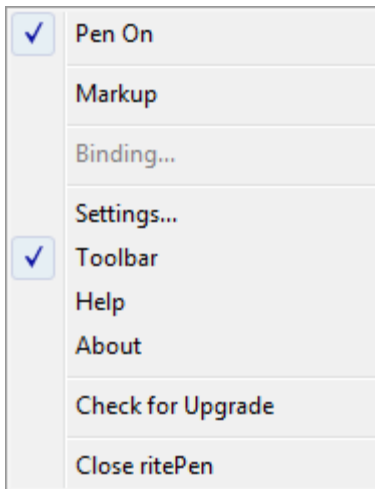 Pen On
Markup
Binding...
Settings...
Toolbar
Help
About
Check for Upgrade
Close ritePen